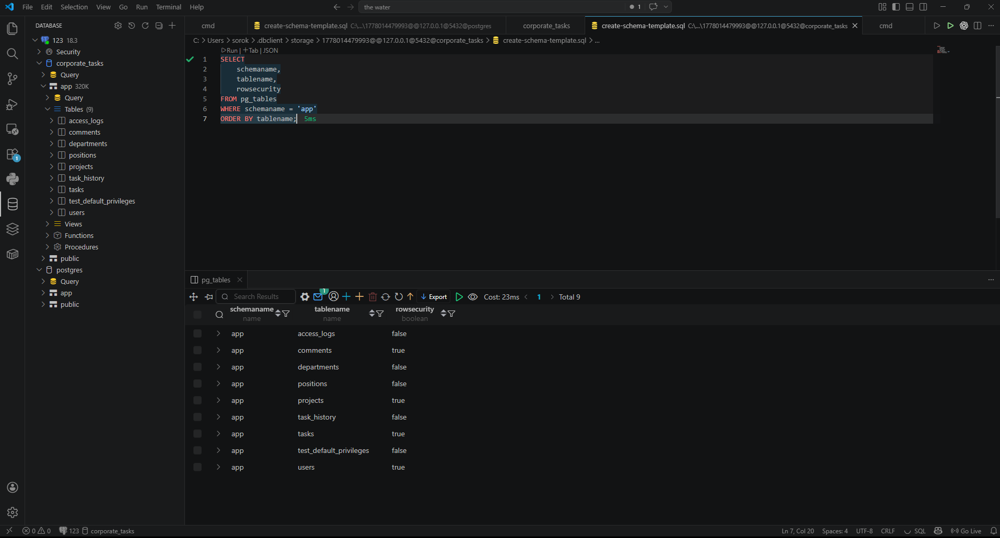 File Edit Selection View Go Run Terminal Help
the water
1
DATABASE
cmd
create-schema-template.sql C:\...\1778014479993@@127.0.0.1@5432@postgres
corporate_tasks
create-schema-template.sql C:\...\1778014479993@@127.0.0.1@5432@corporate_tasks
cmd
C: > Users > sorok > .dbclient > storage > 1778014479993@@127.0.0.1@5432@corporate_tasks > create-schema-template.sql > ...
123 18.3
Security
corporate_tasks
Query
app 320K
Query
Tables (9)
access_logs
comments
departments
positions
projects
task_history
tasks
test_default_privileges
users
Views
Functions
Procedures
public
postgres
Query
app
public
1
Run | +Tab | JSON
1 SELECT
2 schemaname,
3 tablename,
4 rowsecurity
5 FROM pg_tables
6 WHERE schemaname = 'app'
7 ORDER BY tablename; 5ms
pg_tables
Search Results
1
Export
Cost: 23ms
1
Total 9
schemaname tablename rowsecurity
name name boolean
app access_logs false
app comments true
app departments false
app positions false
app projects true
app task_history false
app tasks true
app test_default_privileges false
app users true
0 0 123 corporate_tasks
Ln 7, Col 20 Spaces: 4 UTF-8 CRLF SQL Go Live